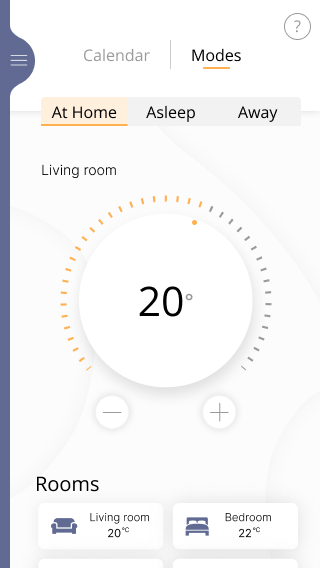 ?
Calendar
Modes
At Home
Asleep
Away
Living room
20°
Rooms
Living room
20°C
Bedroom
22°C